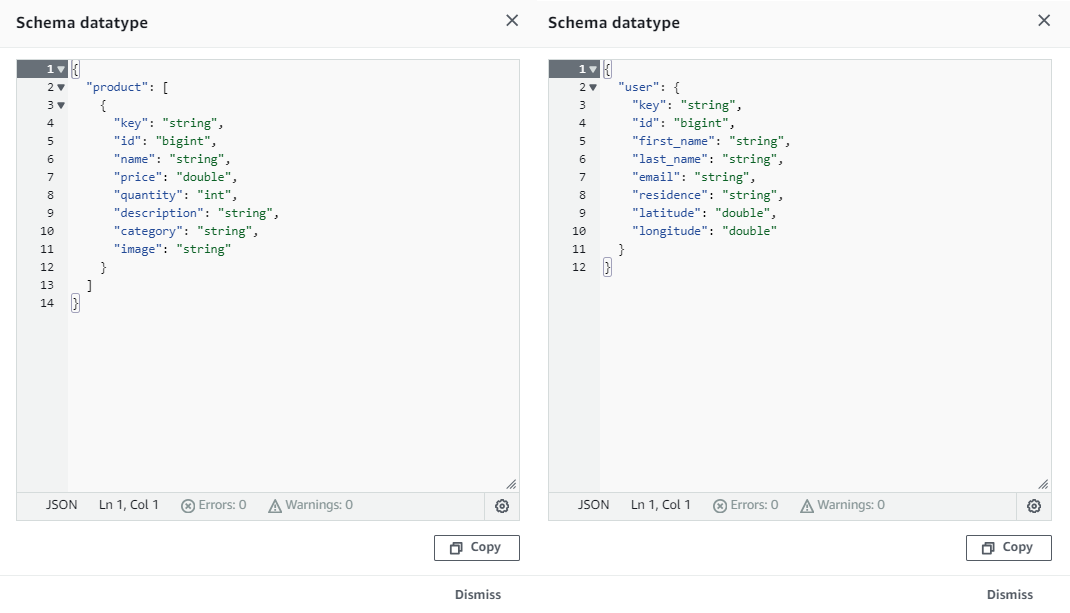 Schema datatype
1 {
2 "product": [
3 {
4 "key": "string",
5 "id": "bigint",
6 "name": "string",
7 "price": "double",
8 "quantity": "int",
9 "description": "string",
10 "category": "string",
11 "image": "string"
12 }
13 ]
14 }
JSON Ln 1, Col 1 Errors: 0 Warnings: 0
Copy
Dismiss
Schema datatype
1 {
2 "user": {
3 "key": "string",
4 "id": "bigint",
5 "first_name": "string",
6 "last_name": "string",
7 "email": "string",
8 "residence": "string",
9 "latitude": "double",
10 "longitude": "double"
11 }
12 }
JSON Ln 1, Col 1 Errors: 0 Warnings: 0
Copy
Dismiss